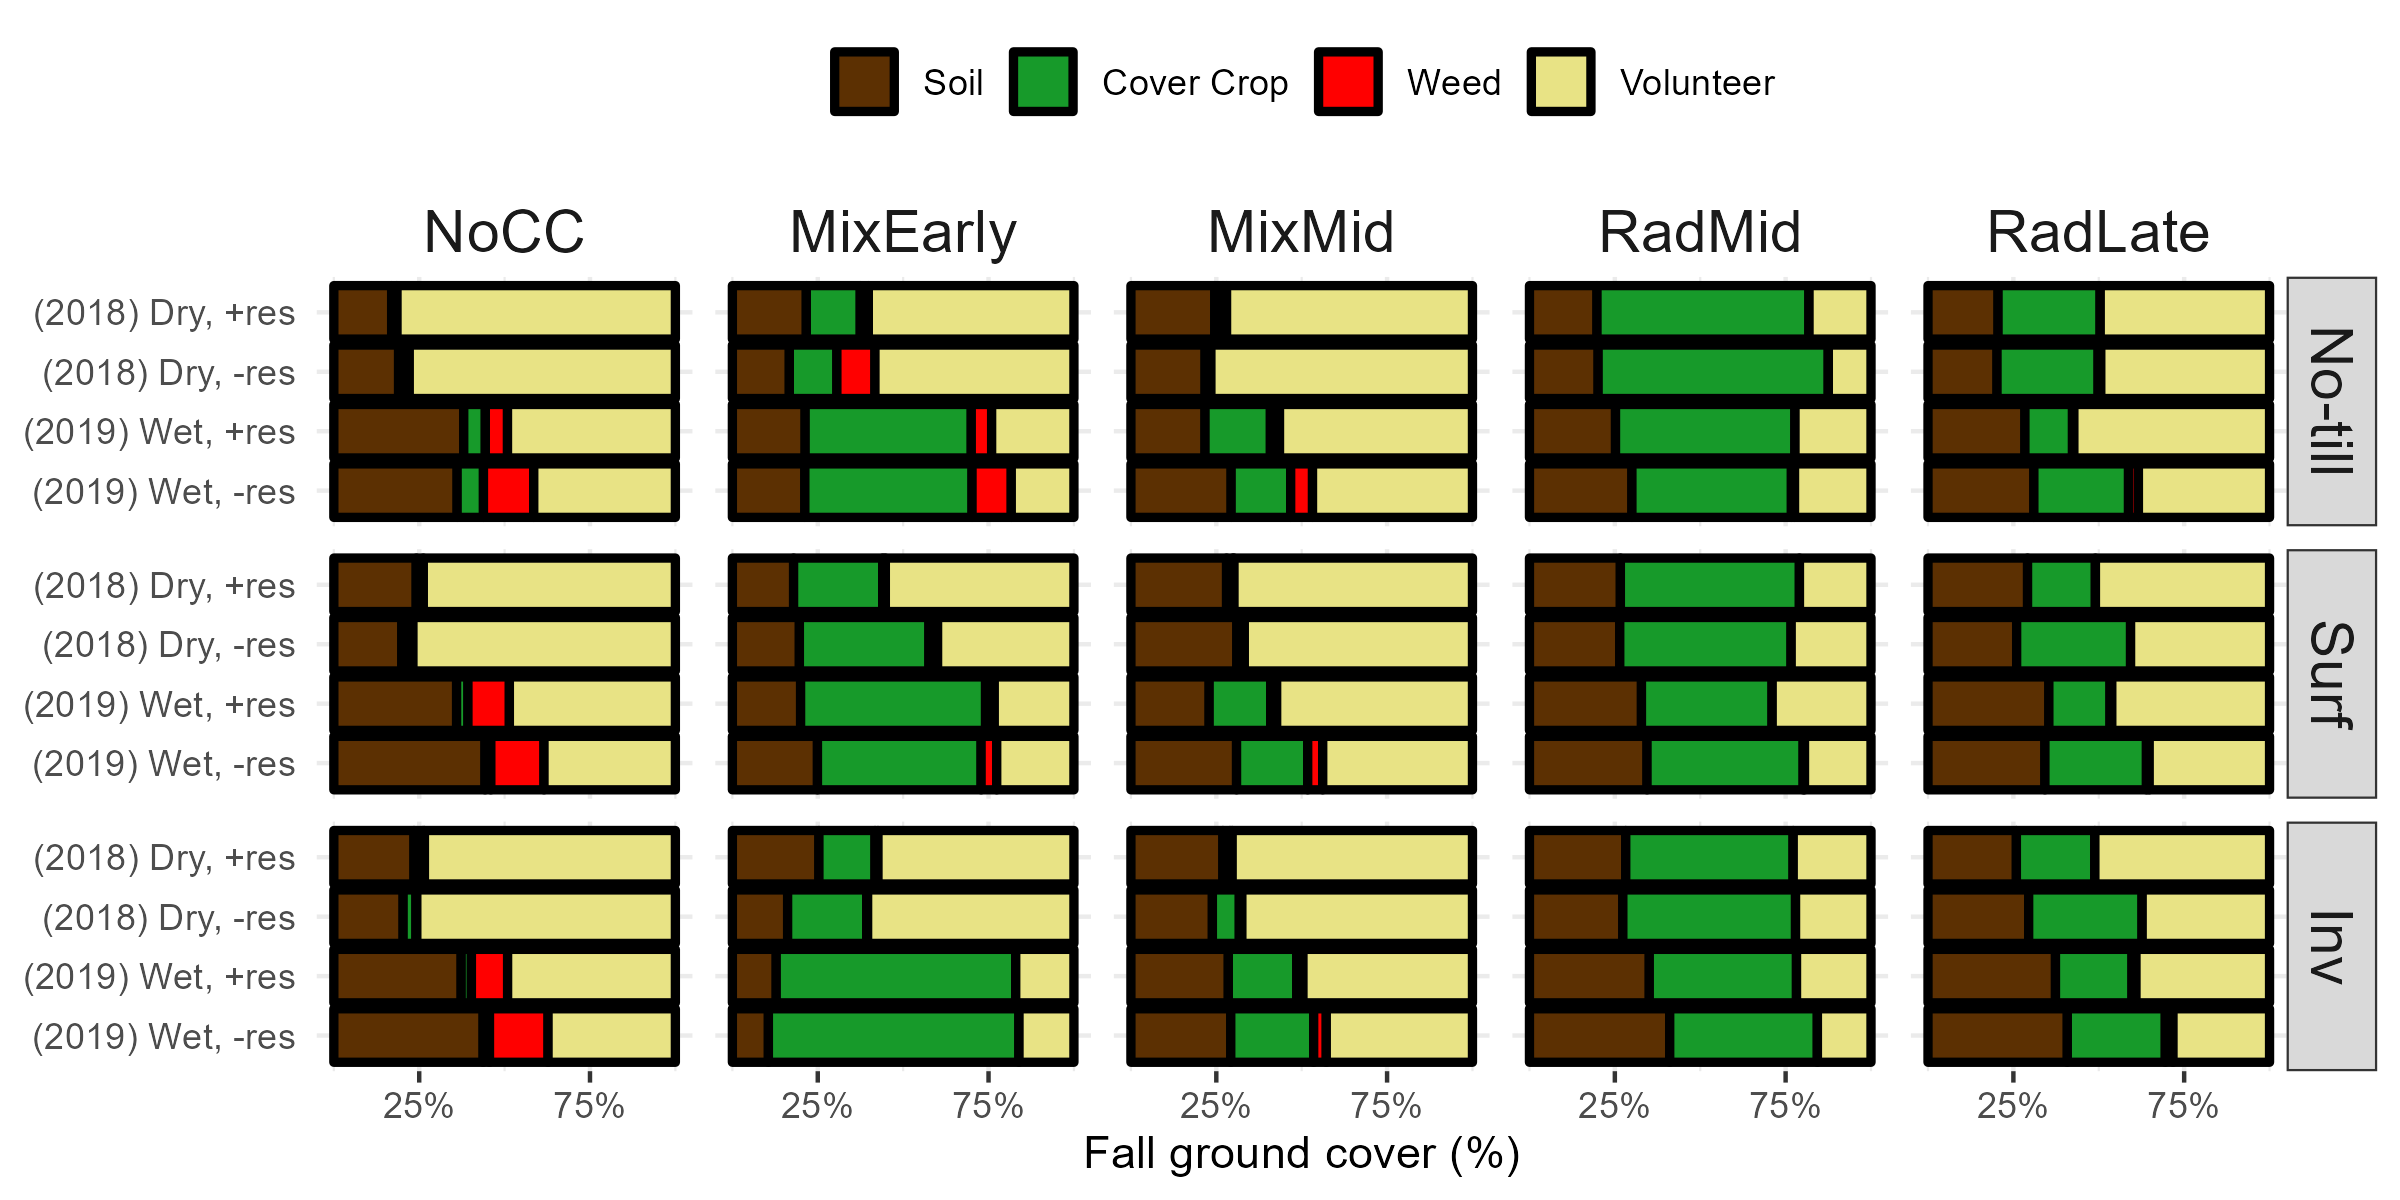 Soil Cover Crop Weed Volunteer
NoCC MixEarly MixMid RadMid RadLate
(2018) Dry, +res
(2018) Dry, -res
(2019) Wet, +res
(2019) Wet, -res
No-till
(2018) Dry, +res
(2018) Dry, -res
(2019) Wet, +res
(2019) Wet, -res
Surf
(2018) Dry, +res
(2018) Dry, -res
(2019) Wet, +res
(2019) Wet, -res
Inv
25% 75% 25% 75% 25% 75% 25% 75% 25% 75%
Fall ground cover (%)